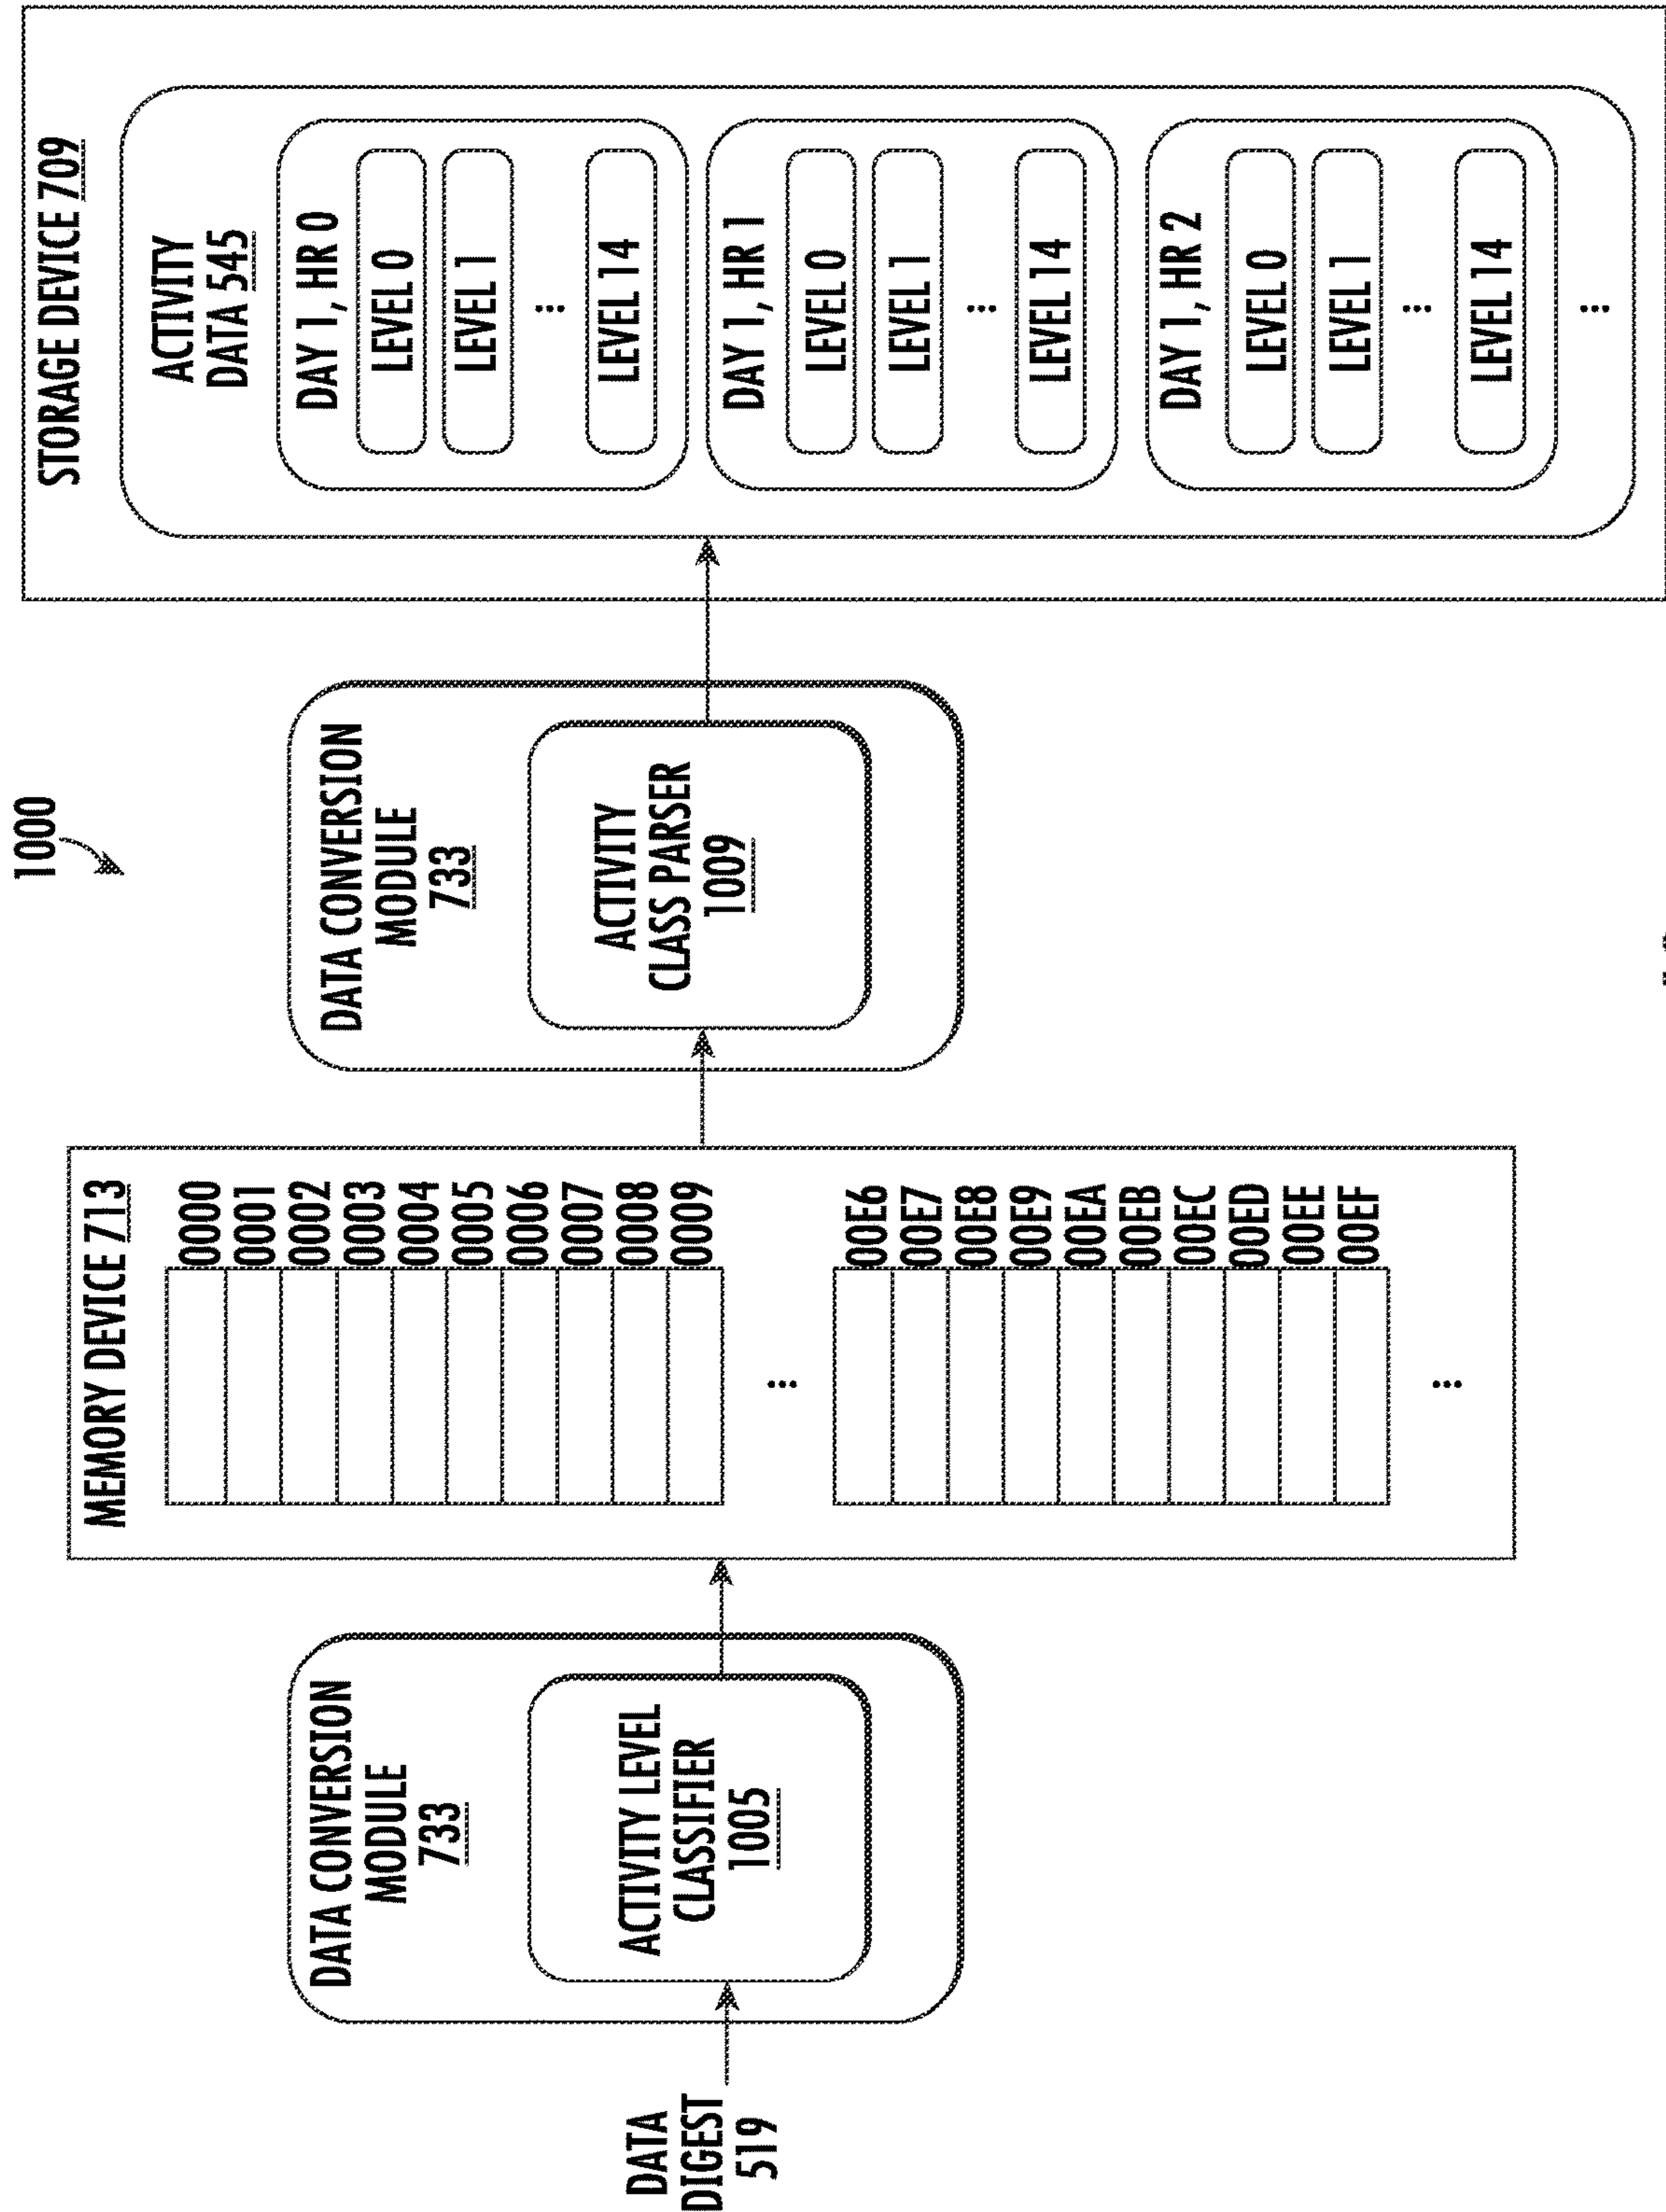 1000
DATA
DIGEST
519
DATA CONVERSION
MODULE
733
ACTIVITY LEVEL
CLASSIFIER
1005
MEMORY DEVICE 713
0000
0001
0002
0003
0004
0005
0006
0007
0008
0009
...
00E6
00E7
00E8
00E9
00EA
00EB
00EC
00ED
00EE
00EF
...
DATA CONVERSION
MODULE
733
ACTIVITY
CLASS PARSER
1009
STORAGE DEVICE 709
ACTIVITY
DATA 545
DAY 1, HR 0
LEVEL 0
LEVEL 1
...
LEVEL 14
DAY 1, HR 1
LEVEL 0
LEVEL 1
...
LEVEL 14
DAY 1, HR 2
LEVEL 0
LEVEL 1
...
LEVEL 14
...